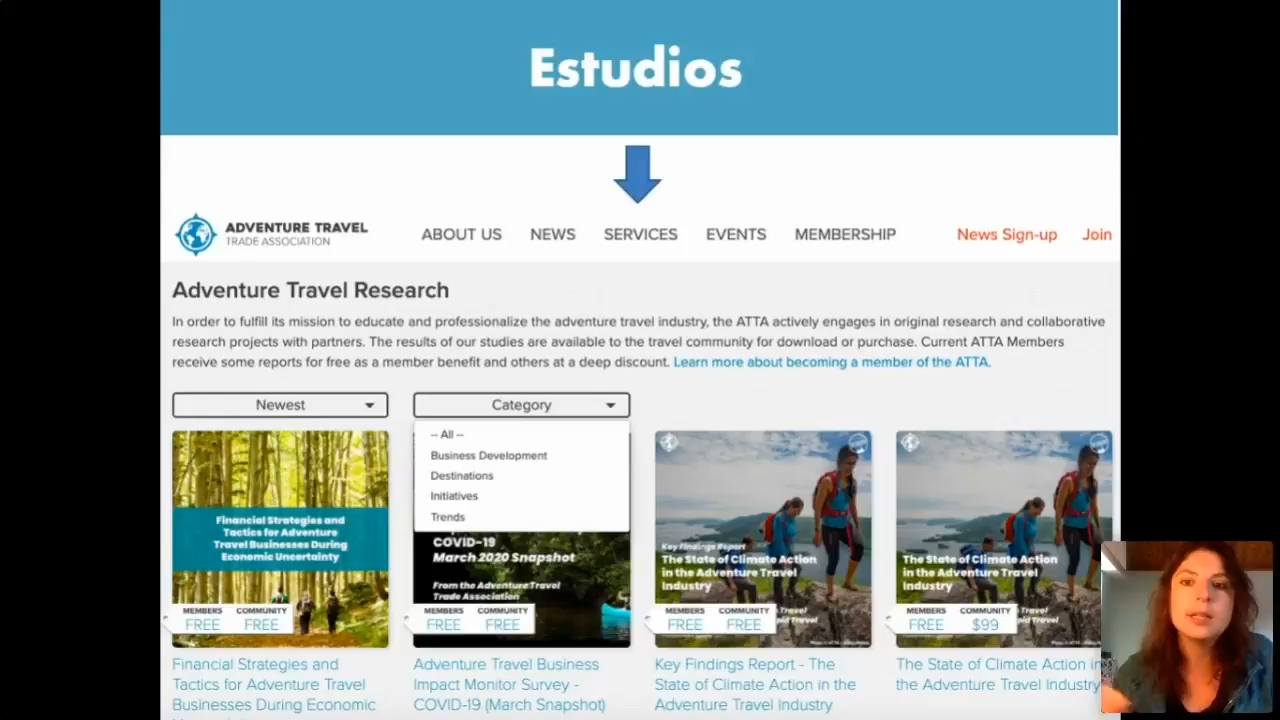 Estudios
ADVENTURE TRAVEL
TRADE ASSOCIATION
ABOUT US NEWS SERVICES EVENTS MEMBERSHIP News Sign-up Join
Adventure Travel Research
In order to fulfill its mission to educate and professionalize the adventure travel industry, the ATTA actively engages in original research and collaborative
research projects with partners. The results of our studies are available to the travel community for download or purchase. Current ATTA Members
receive some reports for free as a member benefit and others at a deep discount. Learn more about becoming a member of the ATTA.
Newest Category
-- All --
Business Development
Destinations
Initiatives
Trends
Financial Strategies and
Tactics for Adventure
Travel Businesses During
Economic Uncertainty
MEMBERS COMMUNITY
FREE FREE
Financial Strategies and
Tactics for Adventure Travel
Businesses During Economic
COVID-19
March 2020 Snapshot
From the Adventure Travel
Trade Association
MEMBERS COMMUNITY
FREE FREE
Adventure Travel Business
Impact Monitor Survey -
COVID-19 (March Snapshot)
Key Findings Report
The State of Climate Action
in the Adventure Travel
Industry
MEMBERS COMMUNITY
FREE FREE
Key Findings Report - The
State of Climate Action in the
Adventure Travel Industry
The State of Climate Action
in the Adventure Travel
Industry
MEMBERS COMMUNITY
FREE $99
The State of Climate Action in
the Adventure Travel Industry